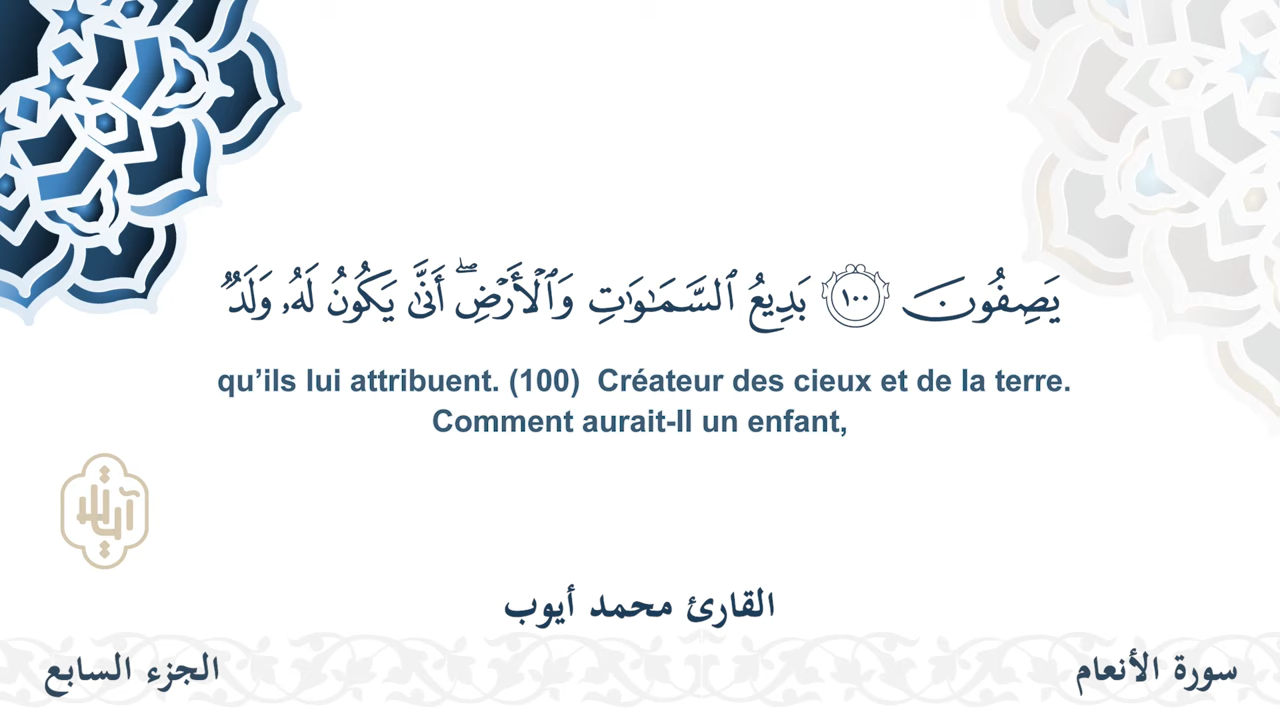 يَصِفُونَ ١٠٠ بَدِيعُ ٱلسَّمَـٰوَٰتِ وَٱلْأَرْضِ ۖ أَنَّىٰ يَكُونُ لَهُۥ وَلَدٌۭ
qu’ils lui attribuent. (100)  Créateur des cieux et de la terre.
Comment aurait-Il un enfant,
آيات
القارئ محمد أيوب
سورة الأنعام
الجزء السابع